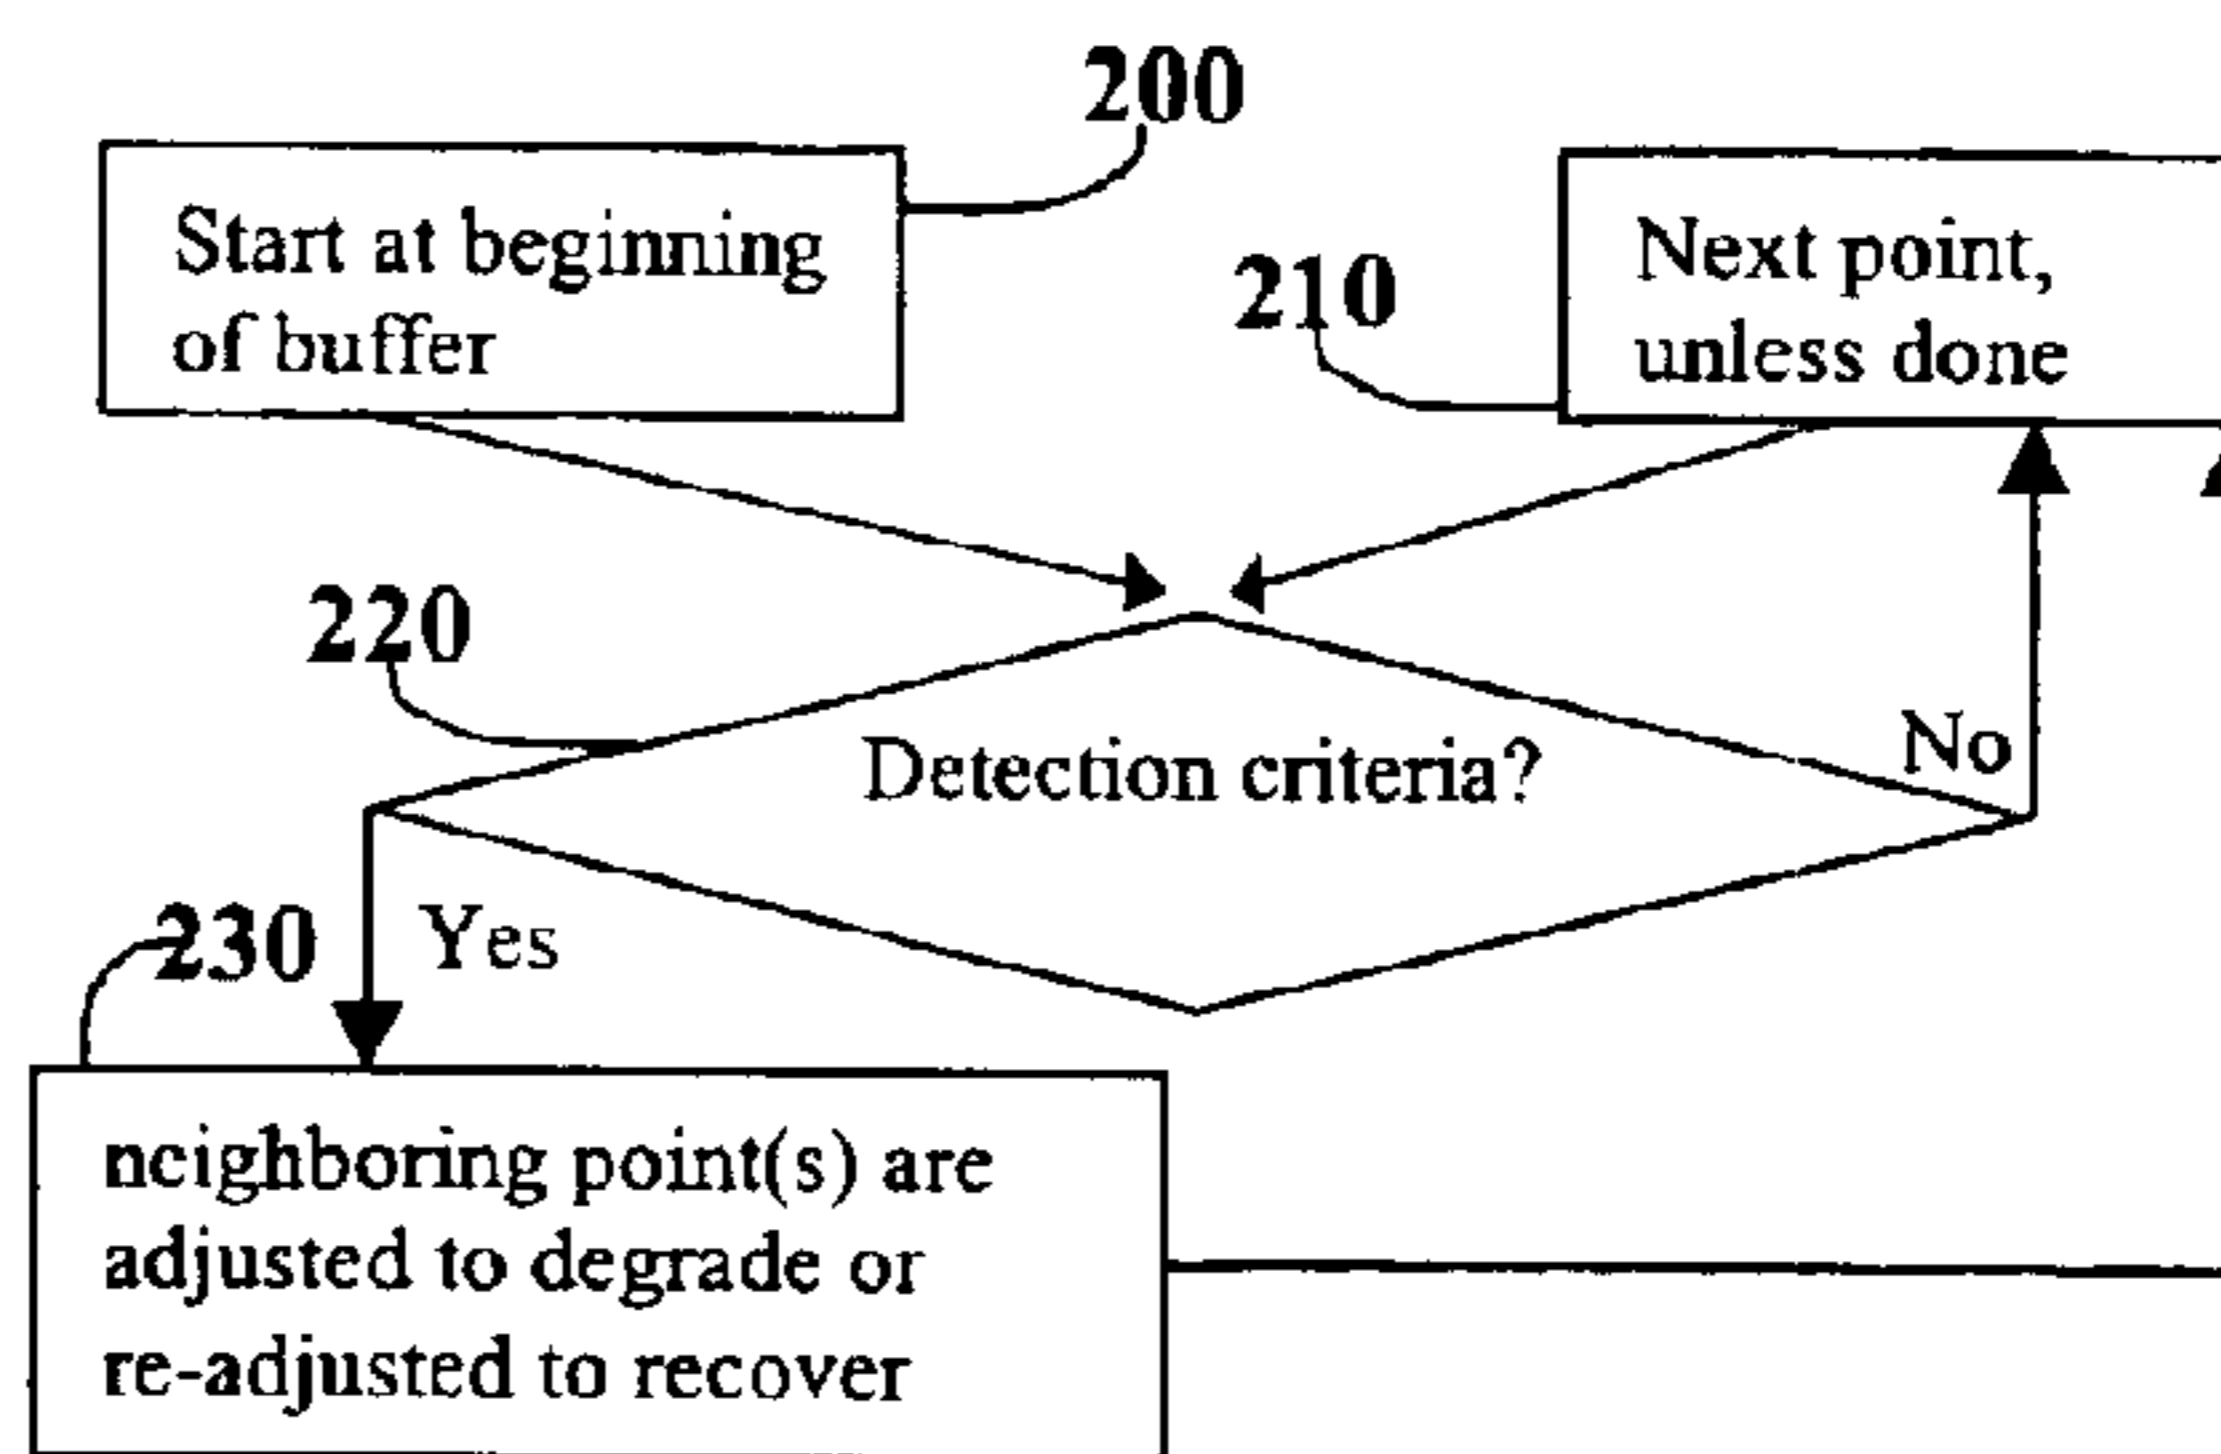 200
Start at beginning
of buffer
210
Next point,
unless done
220
Detection criteria?
No
230
Yes
neighboring point(s) are
adjusted to degrade or
re-adjusted to recover